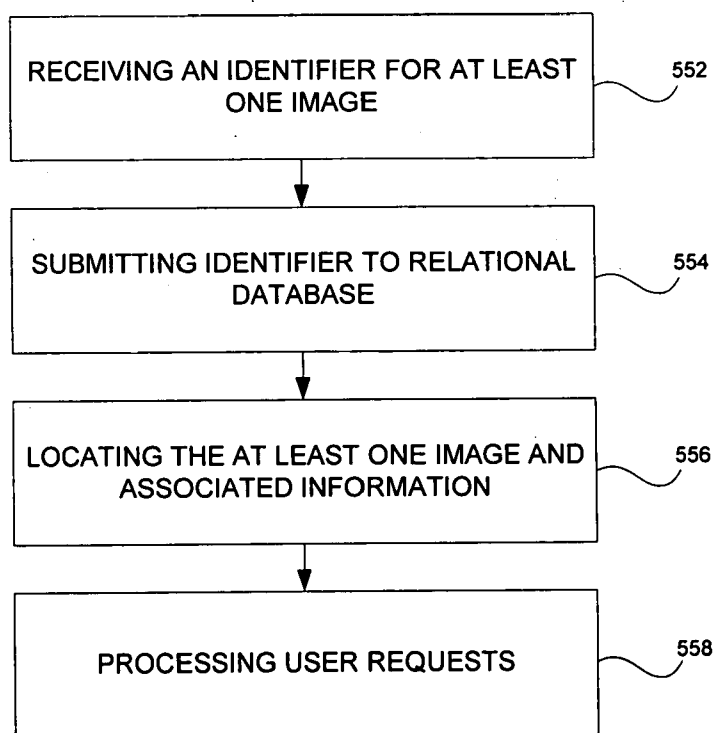 RECEIVING AN IDENTIFIER FOR AT LEAST
ONE IMAGE
552
SUBMITTING IDENTIFIER TO RELATIONAL
DATABASE
554
LOCATING THE AT LEAST ONE IMAGE AND
ASSOCIATED INFORMATION
556
PROCESSING USER REQUESTS
558